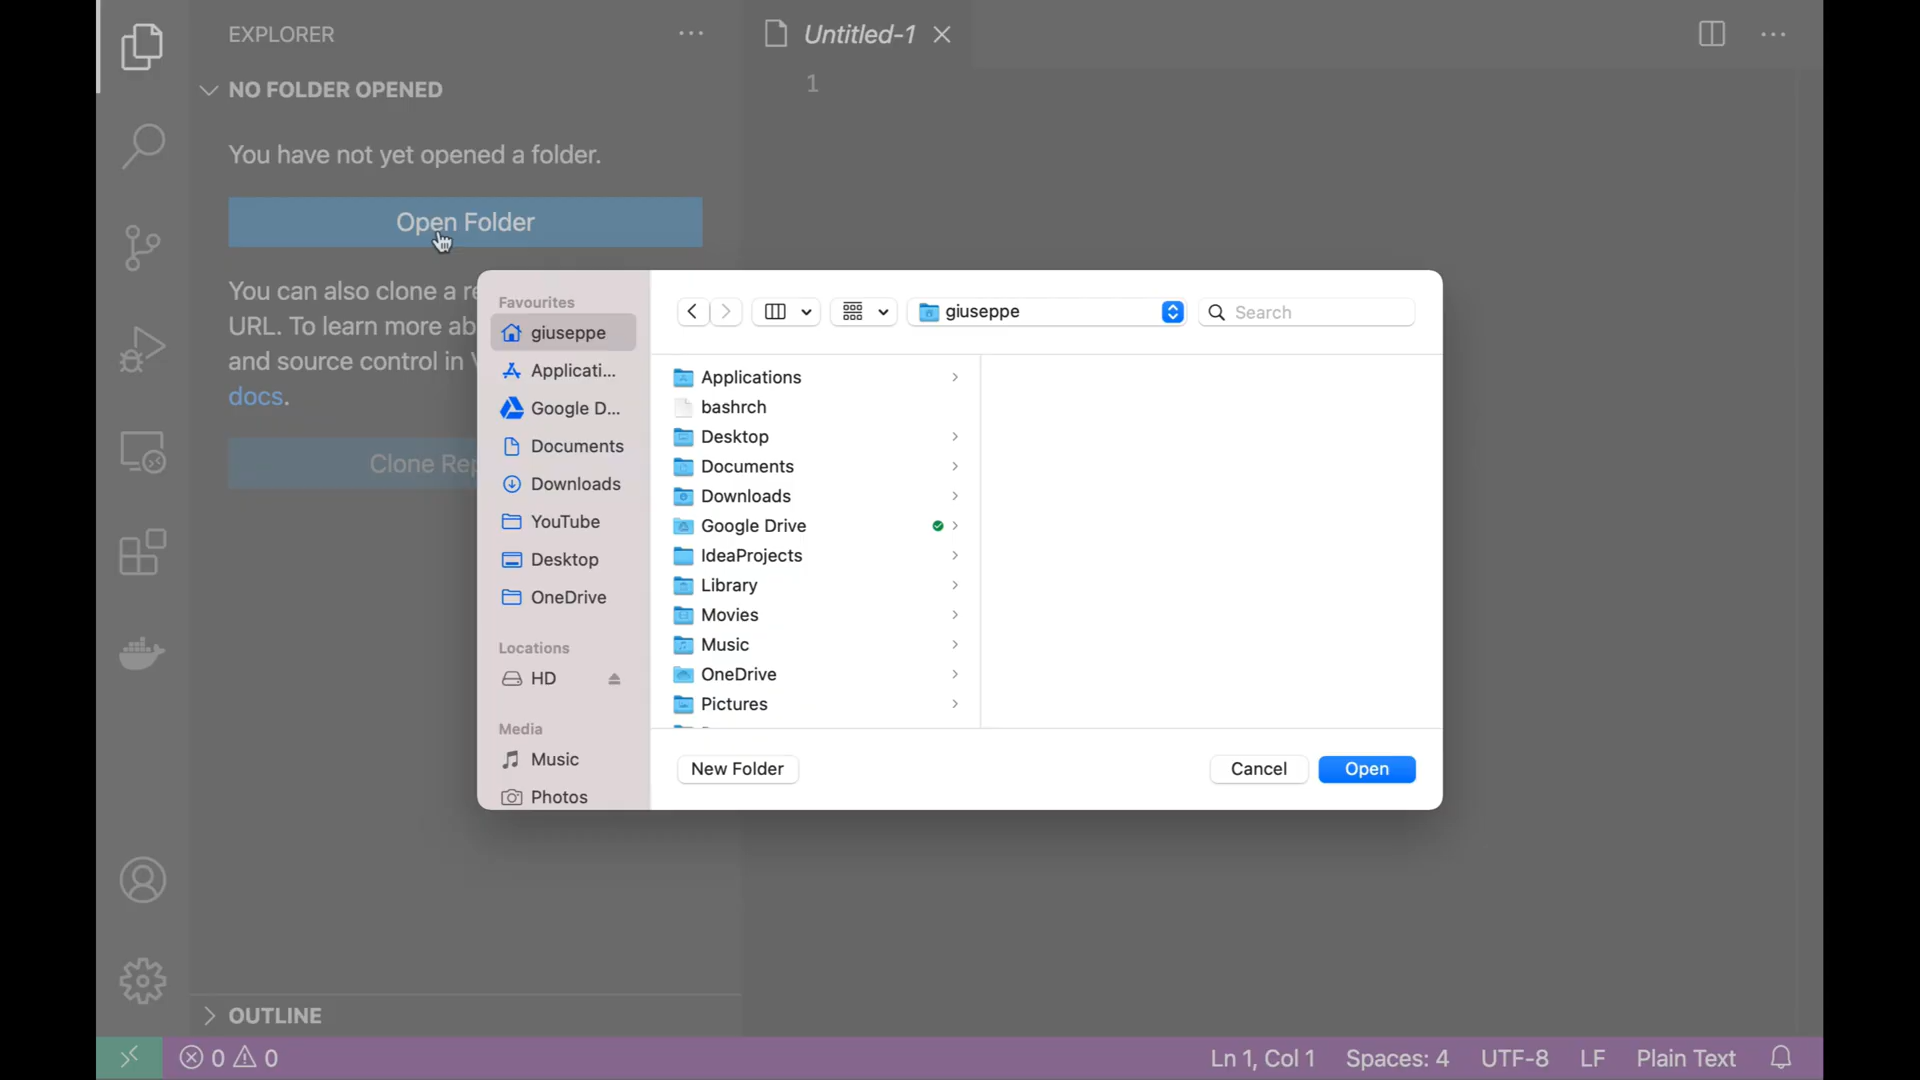 EXPLORER
Untitled-1
NO FOLDER OPENED
1
You have not yet opened a folder.
Open Folder
You can also clone a re
URL. To learn more ab
and source control in
docs.
Clone Rep
Favourites
giuseppe
Applicati...
Google D...
Documents
Downloads
YouTube
Desktop
OneDrive
Locations
HD
Media
Music
Photos
giuseppe
Search
Applications
bashrch
Desktop
Documents
Downloads
Google Drive
IdeaProjects
Library
Movies
Music
OneDrive
Pictures
New Folder
Cancel
Open
OUTLINE
0 0
Ln 1, Col 1 Spaces: 4 UTF-8 LF Plain Text